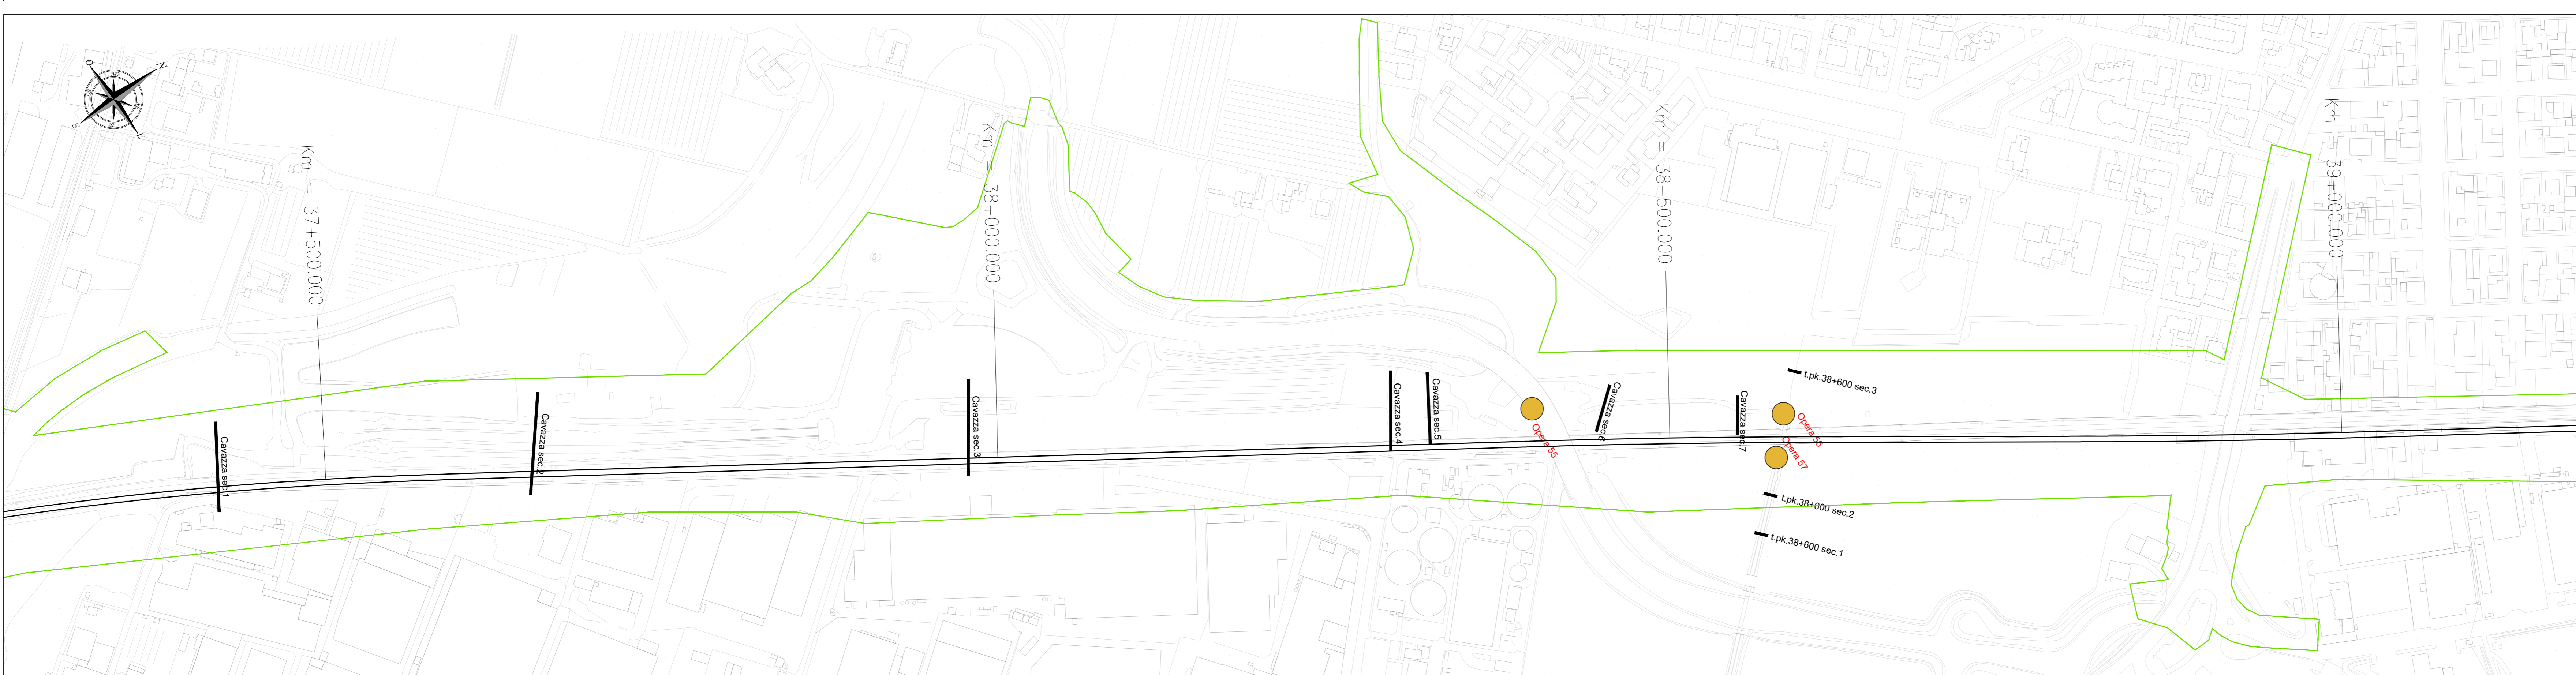 O
N
S
E
Km = 37+500.000
Km = 38+000.000
Km = 38+500.000
Km = 39+000.000
Cavazza sec.1
Cavazza sec.2
Cavazza sec.3
Cavazza sec.4
Cavazza sec.5
Opera 55
Cavazza sec.6
Cavazza sec.7
t.pk.38+600 sec.3
Opera 57
t.pk.38+600 sec.2
t.pk.38+600 sec.1